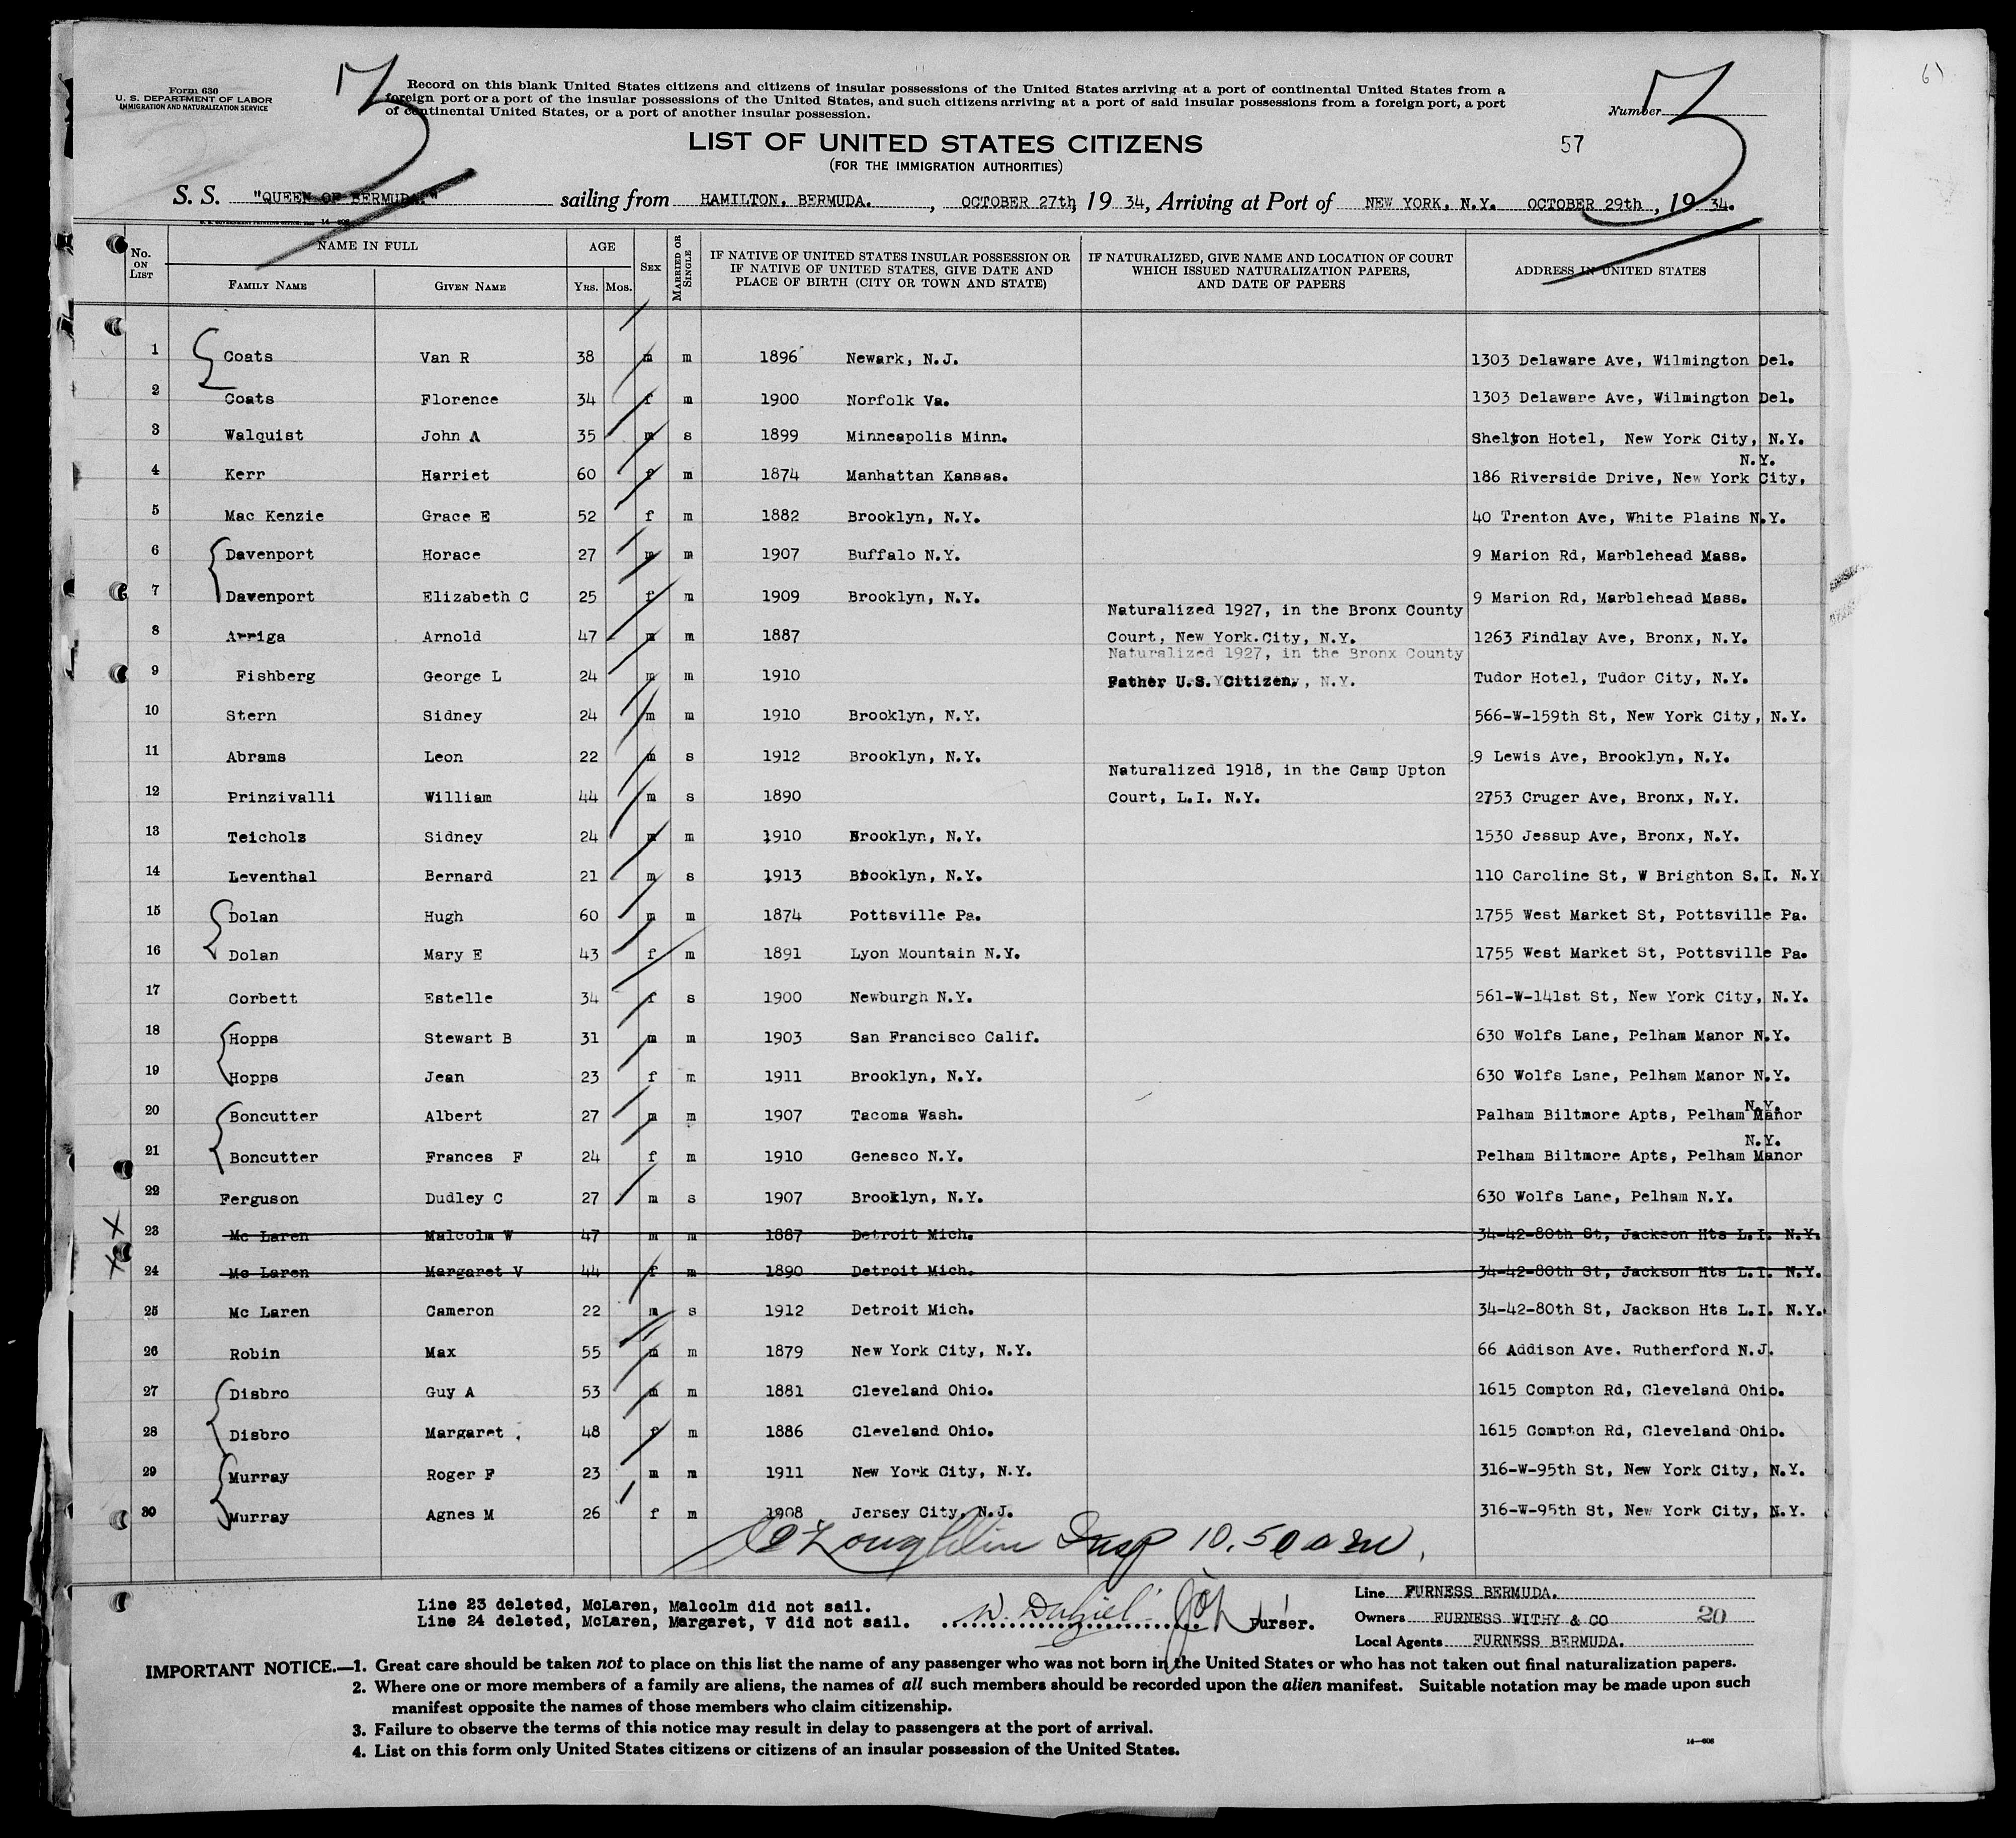 61
Form 630
U. S. DEPARTMENT OF LABOR
IMMIGRATION AND NATURALIZATION SERVICE
3
Record on this blank United States citizens and citizens of insular possessions of the United States arriving at a port of continental United States from a
foreign port or a port of the insular possessions of the United States, and such citizens arriving at a port of said insular possessions from a foreign port, a port
of continental United States, or a port of another insular possession.
Number 3
LIST OF UNITED STATES CITIZENS
57
(FOR THE IMMIGRATION AUTHORITIES)
S. S. "QUEEN OF BERMUDA." sailing from HAMILTON, BERMUDA. , OCTOBER 27th, 19 34, Arriving at Port of NEW YORK, N.Y. OCTOBER 29th , 19 34.
No. ON LIST NAME IN FULL FAMILY NAME GIVEN NAME AGE YRS. MOS. SEX MARRIED OR SINGLE IF NATIVE OF UNITED STATES INSULAR POSSESSION OR IF NATIVE OF UNITED STATES, GIVE DATE AND PLACE OF BIRTH (CITY OR TOWN AND STATE) IF NATURALIZED, GIVE NAME AND LOCATION OF COURT WHICH ISSUED NATURALIZATION PAPERS, AND DATE OF PAPERS ADDRESS IN UNITED STATES
1 Coats Van R 38 m m 1896 Newark, N.J. 1303 Delaware Ave, Wilmington Del.
2 Coats Florence 34 f m 1900 Norfolk Va. 1303 Delaware Ave, Wilmington Del.
3 Walquist John A 35 m s 1899 Minneapolis Minn. Shelton Hotel, New York City, N.Y.
N.Y.
4 Kerr Harriet 60 f m 1874 Manhattan Kansas. 186 Riverside Drive, New York City,
5 Mac Kenzie Grace E 52 f m 1882 Brooklyn, N.Y. 40 Trenton Ave, White Plains N.Y.
6 Davenport Horace 27 m m 1907 Buffalo N.Y. 9 Marion Rd, Marblehead Mass.
7 Davenport Elizabeth C 25 f m 1909 Brooklyn, N.Y. 9 Marion Rd, Marblehead Mass.
Naturalized 1927, in the Bronx County
8 Arriga Arnold 47 m m 1887 Court, New York.City, N.Y. 1263 Findlay Ave, Bronx, N.Y.
Naturalized 1927, in the Bronx County
9 Fishberg George L 24 m m 1910 Father U.S. Citizen. , N.Y. Tudor Hotel, Tudor City, N.Y.
10 Stern Sidney 24 m m 1910 Brooklyn, N.Y. 566-W-159th St, New York City, N.Y.
11 Abrams Leon 22 m s 1912 Brooklyn, N.Y. 9 Lewis Ave, Brooklyn, N.Y.
Naturalized 1918, in the Camp Upton
12 Prinzivalli William 44 m s 1890 Court, L.I. N.Y. 2753 Cruger Ave, Bronx, N.Y.
13 Teicholz Sidney 24 m m 1910 Brooklyn, N.Y. 1530 Jessup Ave, Bronx, N.Y.
14 Leventhal Bernard 21 m s 1913 Brooklyn, N.Y. 110 Caroline St, W Brighton S.I. N.Y
15 Dolan Hugh 60 m m 1874 Pottsville Pa. 1755 West Market St, Pottsville Pa.
16 Dolan Mary E 43 f m 1891 Lyon Mountain N.Y. 1755 West Market St, Pottsville Pa.
17 Corbett Estelle 34 f s 1900 Newburgh N.Y. 561-W-141st St, New York City, N.Y.
18 Hopps Stewart B 31 m m 1903 San Francisco Calif. 630 Wolfs Lane, Pelham Manor N.Y.
19 Hopps Jean 23 f m 1911 Brooklyn, N.Y. 630 Wolfs Lane, Pelham Manor N.Y.
N.Y.
20 Boncutter Albert 27 m m 1907 Tacoma Wash. Palham Biltmore Apts, Pelham Manor
N.Y.
21 Boncutter Frances F 24 f m 1910 Genesco N.Y. Pelham Biltmore Apts, Pelham Manor
22 Ferguson Dudley C 27 m s 1907 Brooklyn, N.Y. 630 Wolfs Lane, Pelham N.Y.
X 23 Mc Laren Malcolm W 47 m m 1887 Detroit Mich. 34-42-80th St, Jackson Hts L.I. N.Y.
X 24 Mc Laren Margaret V 44 f m 1890 Detroit Mich. 34-42-80th St, Jackson Hts L.I. N.Y.
25 Mc Laren Cameron 22 m s 1912 Detroit Mich. 34-42-80th St, Jackson Hts L.I. N.Y.
26 Robin Max 55 m m 1879 New York City, N.Y. 66 Addison Ave. Rutherford N.J.
27 Disbro Guy A 53 m m 1881 Cleveland Ohio. 1615 Compton Rd, Cleveland Ohio.
28 Disbro Margaret . 48 f m 1886 Cleveland Ohio. 1615 Compton Rd, Cleveland Ohio.
29 Murray Roger F 23 m m 1911 New York City, N.Y. 316-W-95th St, New York City, N.Y.
30 Murray Agnes M 26 f m 1908 Jersey City, N.J. 316-W-95th St, New York City, N.Y.
O'Loughlin Insp 10.50 am.
Line 23 deleted, McLaren, Malcolm did not sail.
Line 24 deleted, McLaren, Margaret, V did not sail. W. Dalziel Purser.
Line FURNESS BERMUDA.
Owners FURNESS WITHY & CO 20
Local Agents FURNESS BERMUDA.
IMPORTANT NOTICE.—1. Great care should be taken not to place on this list the name of any passenger who was not born in the United States or who has not taken out final naturalization papers.
2. Where one or more members of a family are aliens, the names of all such members should be recorded upon the alien manifest. Suitable notation may be made upon such
manifest opposite the names of those members who claim citizenship.
3. Failure to observe the terms of this notice may result in delay to passengers at the port of arrival.
4. List on this form only United States citizens or citizens of an insular possession of the United States.
14—608